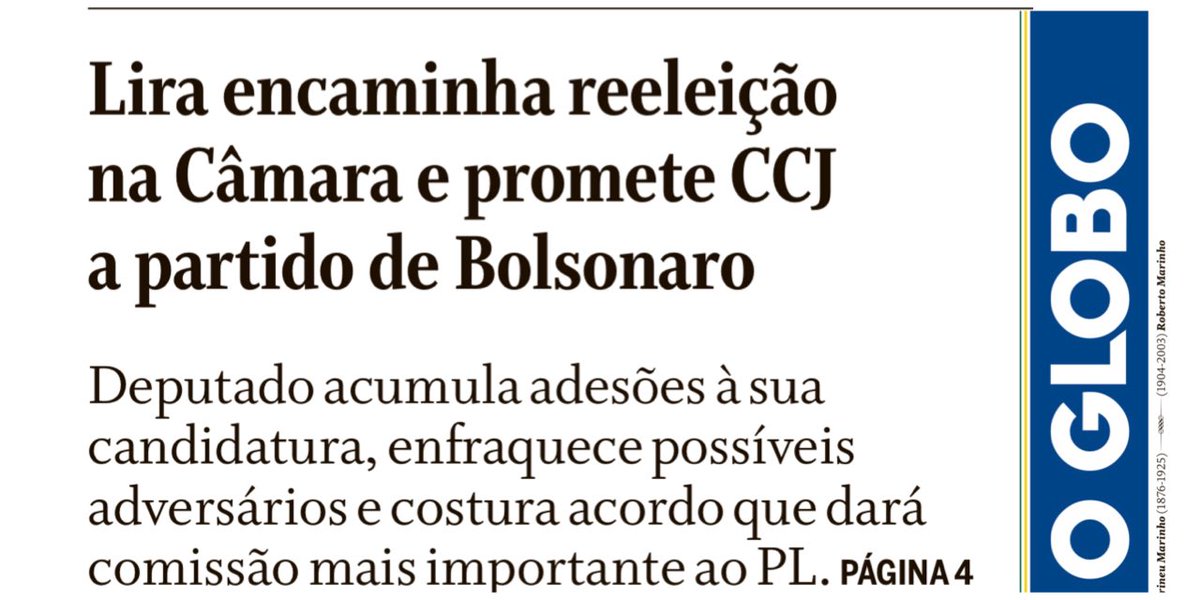 Lira encaminha reeleição
na Câmara e promete CCJ
a partido de Bolsonaro
Deputado acumula adesões à sua
candidatura, enfraquece possíveis
adversários e costura acordo que dará
comissão mais importante ao PL. PÁGINA 4
O GLOBO
rineu Marinho (1876-1925) (1904-2003) Roberto Marinho